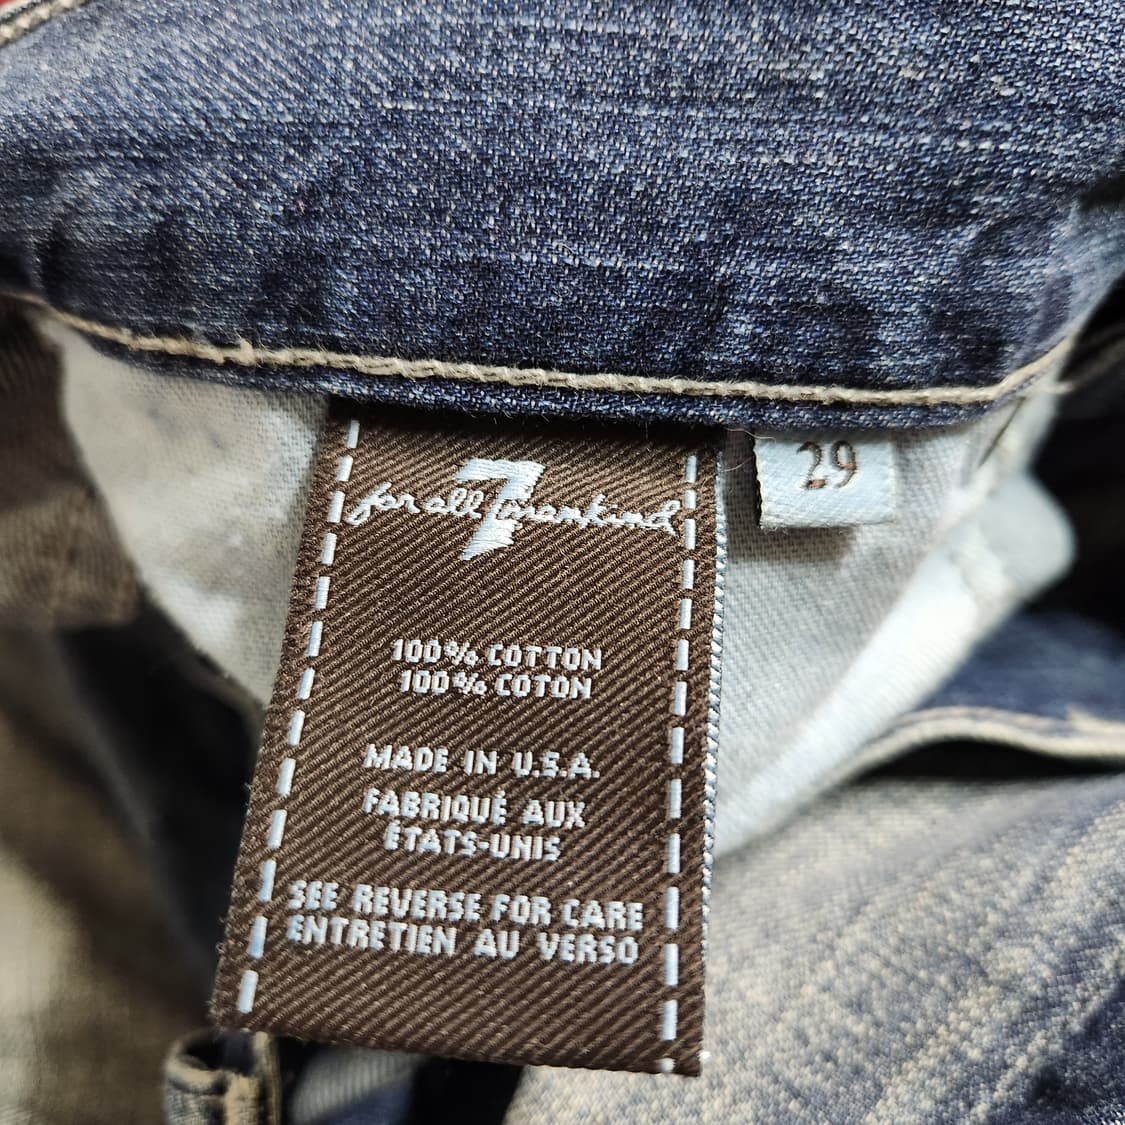 7
for all mankind
29
100% COTTON
100% COTON
MADE IN U.S.A.
FABRIQUÉ AUX
ÉTATS-UNIS
SEE REVERSE FOR CARE
ENTRETIEN AU VERSO